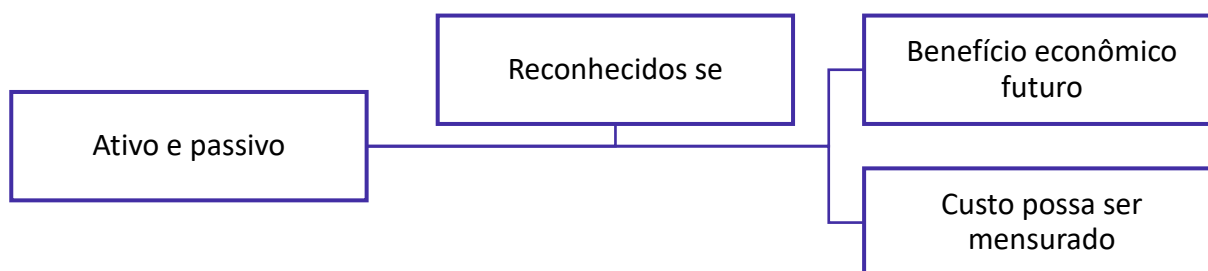 Ativo e passivo
Reconhecidos se
Benefício econômico
futuro
Custo possa ser
mensurado